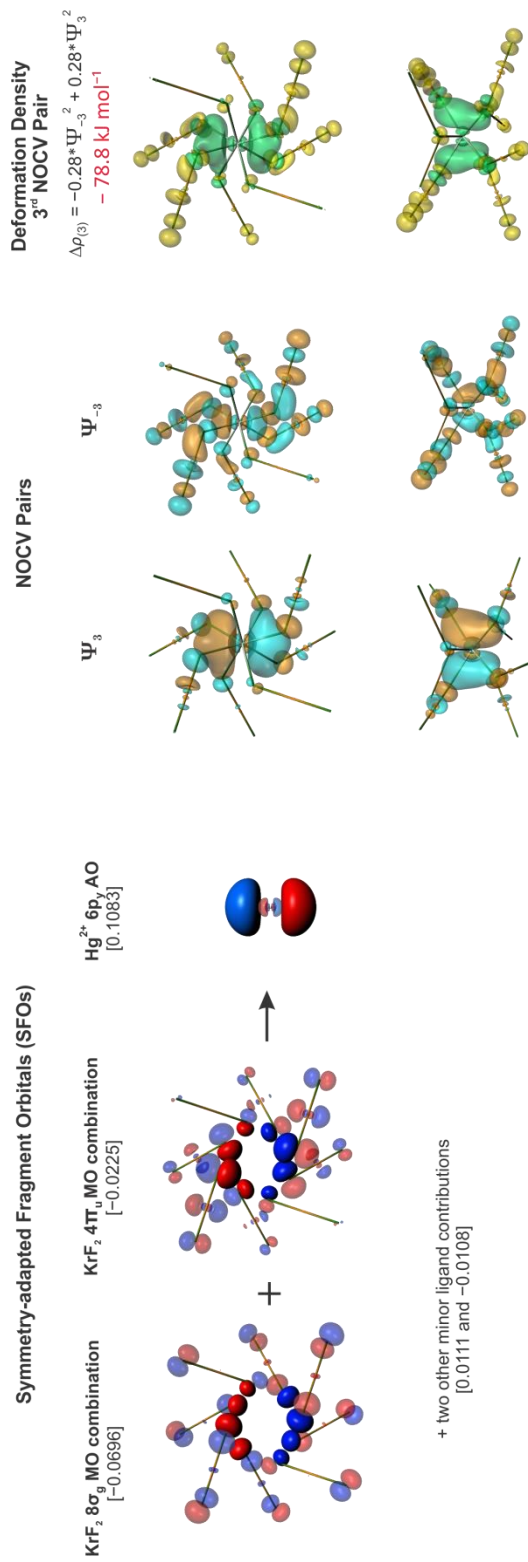 Symmetry-adapted Fragment Orbitals (SFOs)
KrF₂ 8σg MO combination
[−0.0696]
+
KrF₂ 4πu MO combination
[−0.0225]
Hg²⁺ 6py AO
[0.1083]
+ two other minor ligand contributions
[0.0111 and −0.0108]
NOCV Pairs
Ψ₃
Ψ₋₃
Deformation Density
3ʳᵈ NOCV Pair
Δρ₍₃₎ = −0.28*Ψ₋₃² + 0.28*Ψ₃²
− 78.8 kJ mol⁻¹